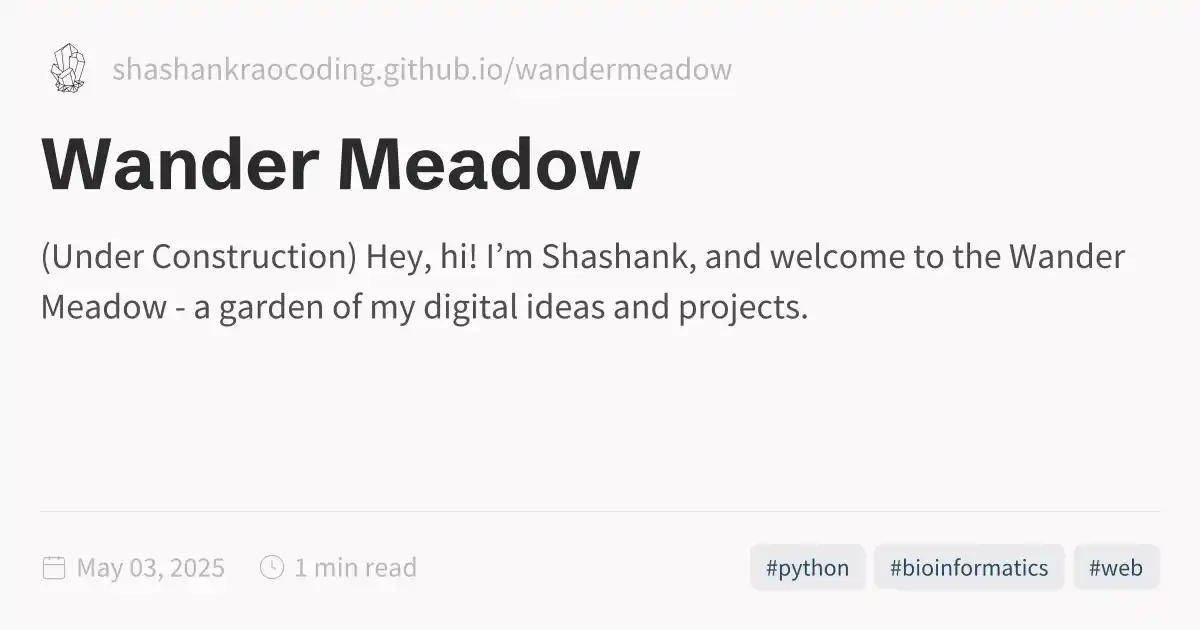 shashankraocoding.github.io/wandermeadow
Wander Meadow
(Under Construction) Hey, hi! I’m Shashank, and welcome to the Wander
Meadow - a garden of my digital ideas and projects.
May 03, 2025 1 min read #python #bioinformatics #web